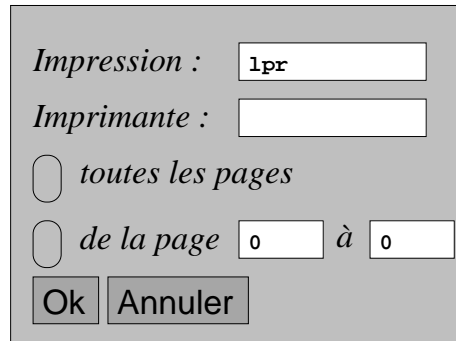 Impression : lpr
Imprimante :
toutes les pages
de la page 0 à 0
Ok Annuler